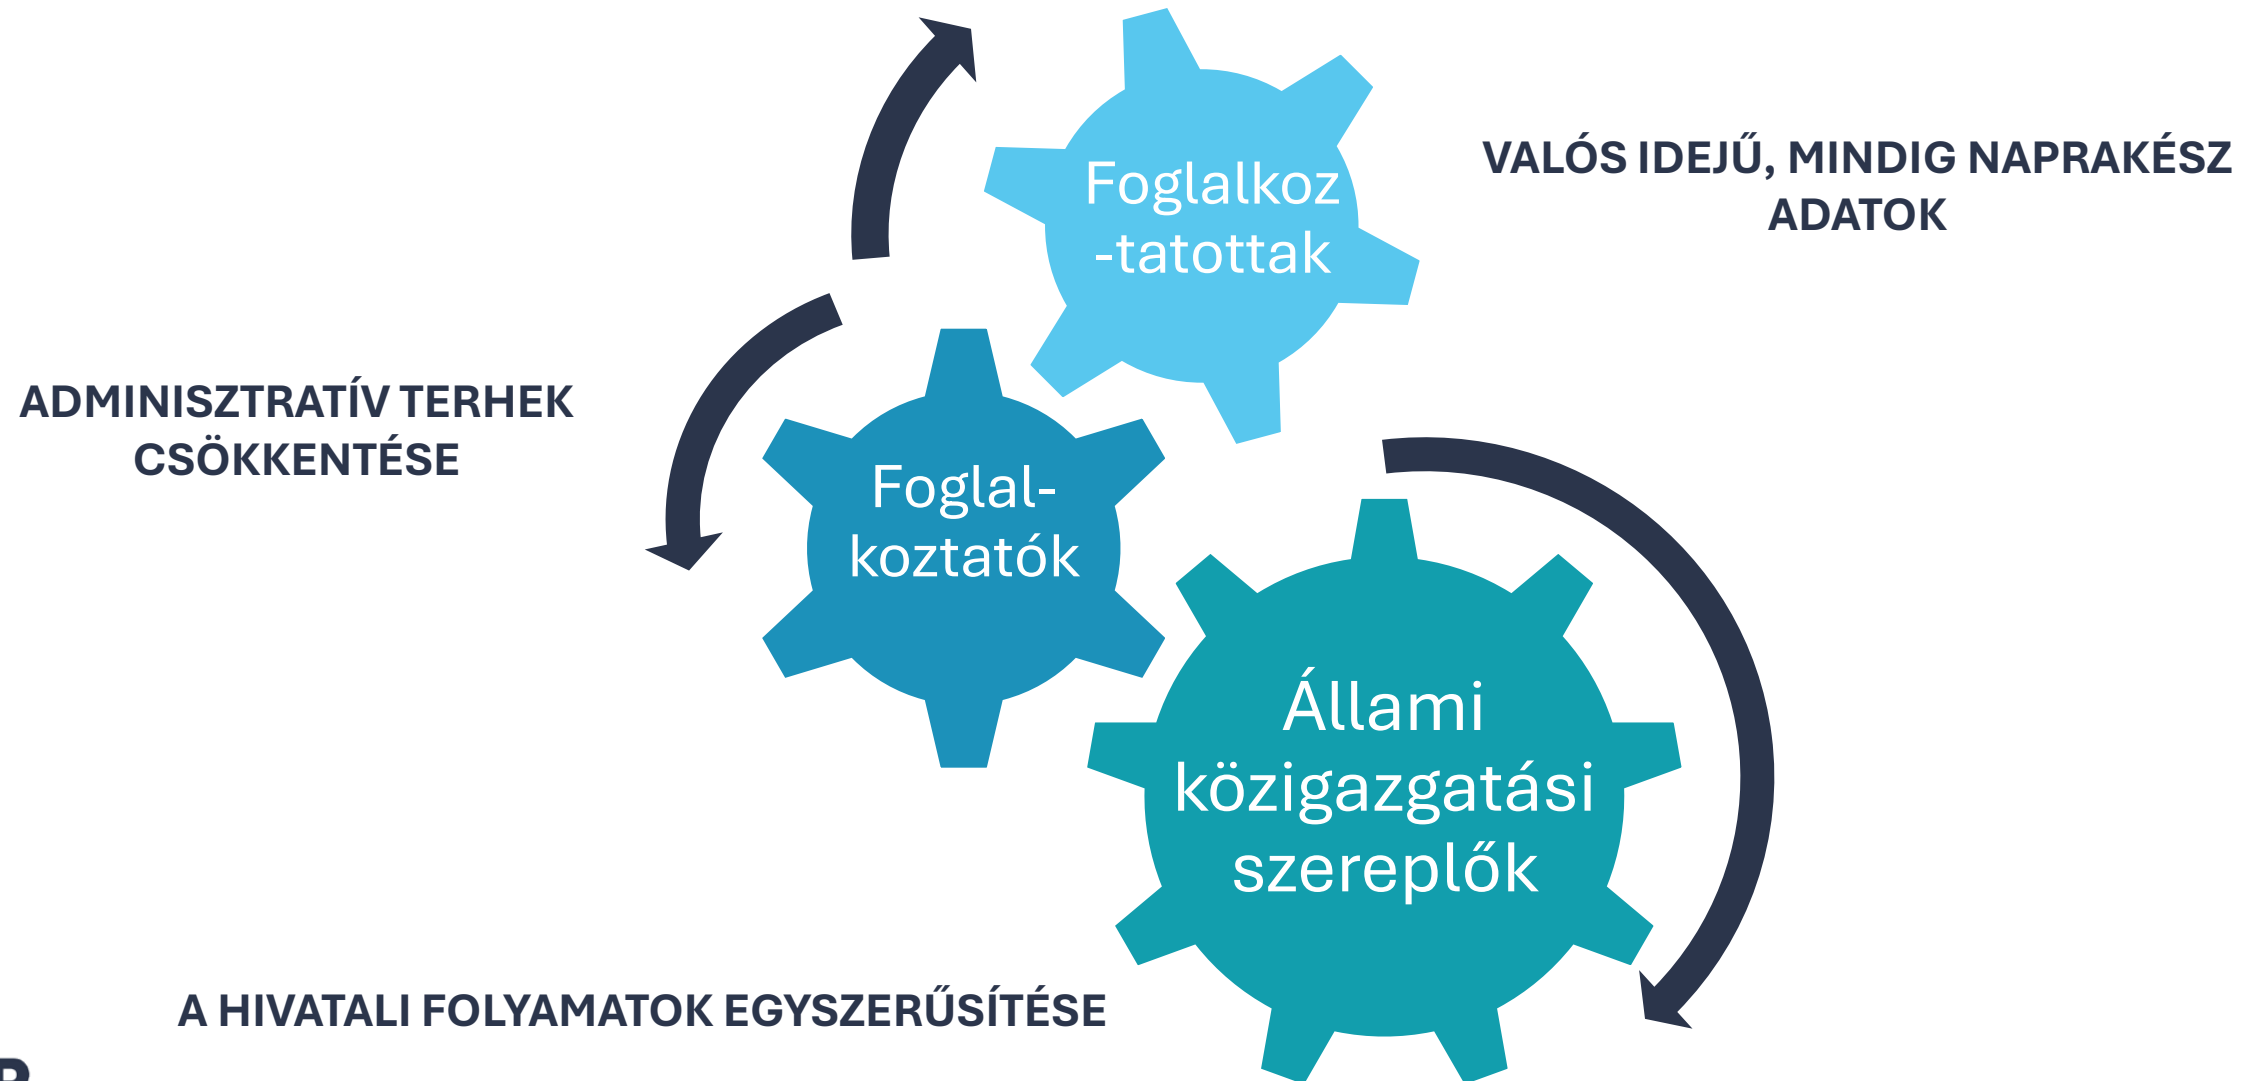 VALÓS IDEJŰ, MINDIG NAPRAKÉSZ
ADATOK
Foglalkoz
-tatottak
ADMINISZTRATÍV TERHEK
CSÖKKENTÉSE
Foglal-
koztatók
Állami
közigazgatási
szereplők
A HIVATALI FOLYAMATOK EGYSZERŰSÍTÉSE